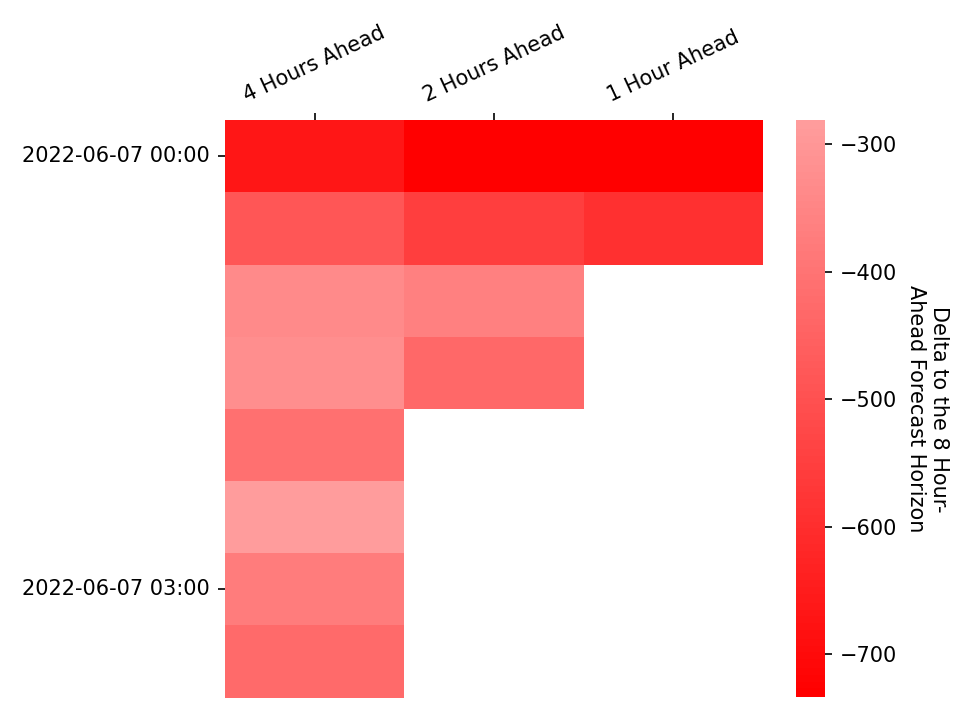 4 Hours Ahead
2 Hours Ahead
1 Hour Ahead
2022-06-07 00:00
2022-06-07 03:00
−300
−400
−500
−600
−700
Delta to the 8 Hour-
Ahead Forecast Horizon